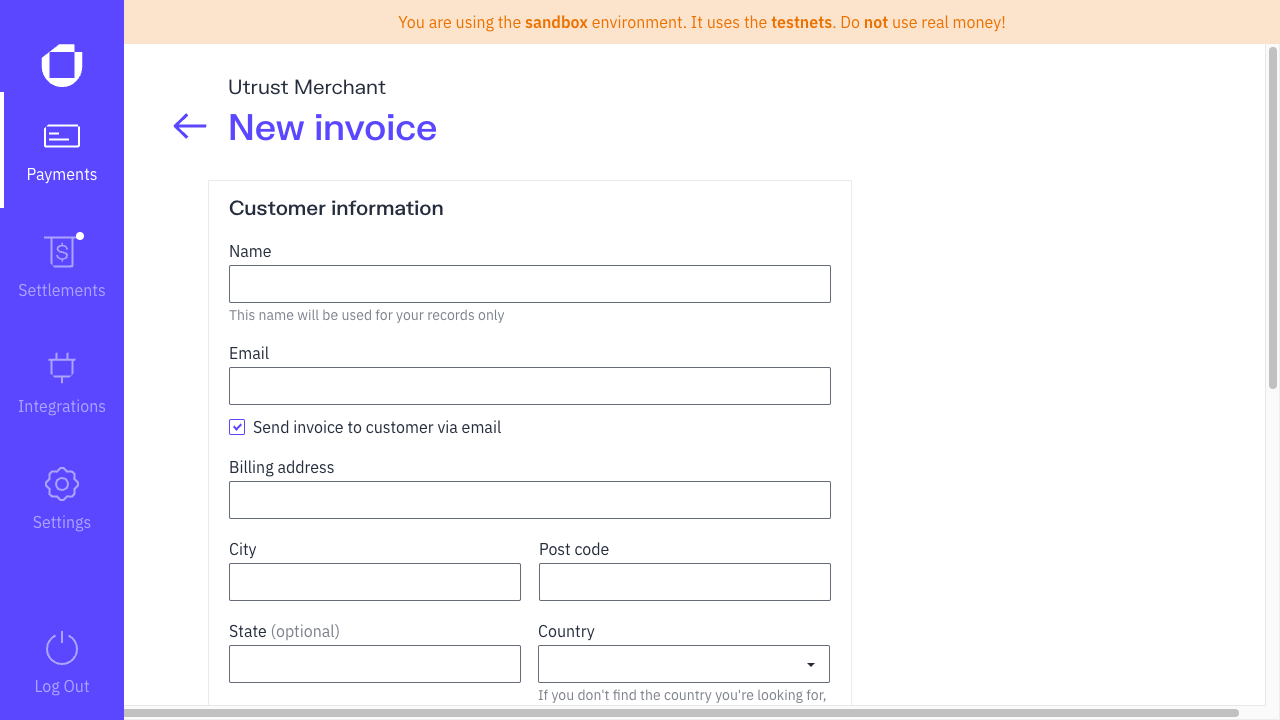 You are using the sandbox environment. It uses the testnets. Do not use real money!
Payments
Settlements
Integrations
Settings
Log Out
Utrust Merchant
New invoice
Customer information
Name
This name will be used for your records only
Email
Send invoice to customer via email
Billing address
City
Post code
State (optional)
Country
If you don't find the country you're looking for,